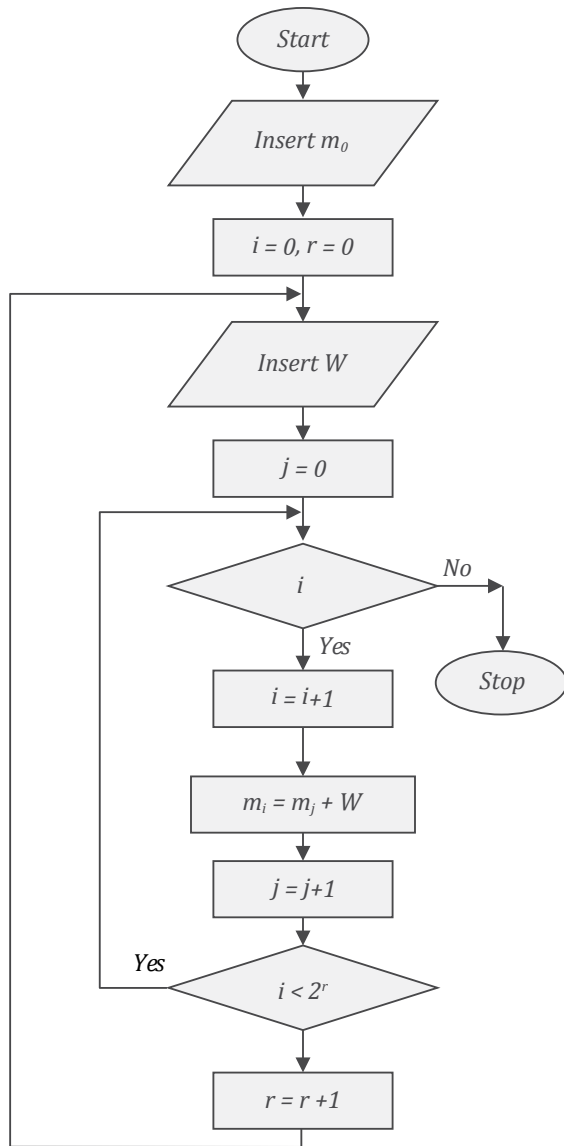 Start
Insert m₀
i = 0, r = 0
Insert W
j = 0
i
No
Yes
Stop
i = i+1
mᵢ = mⱼ + W
j = j+1
Yes
i < 2ʳ
r = r +1